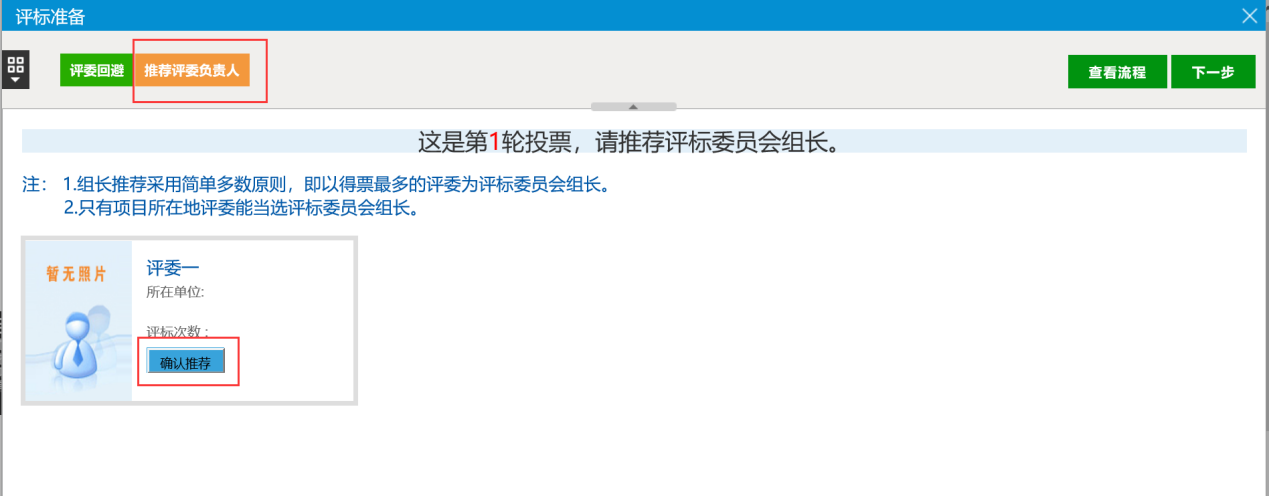 评标准备
评委回避 推荐评委负责人 查看流程 下一步
这是第1轮投票，请推荐评标委员会组长。
注： 1.组长推荐采用简单多数原则，即以得票最多的评委为评标委员会组长。
2.只有项目所在地评委能当选评标委员会组长。
暂无照片
评委一
所在单位:
评标次数：
确认推荐